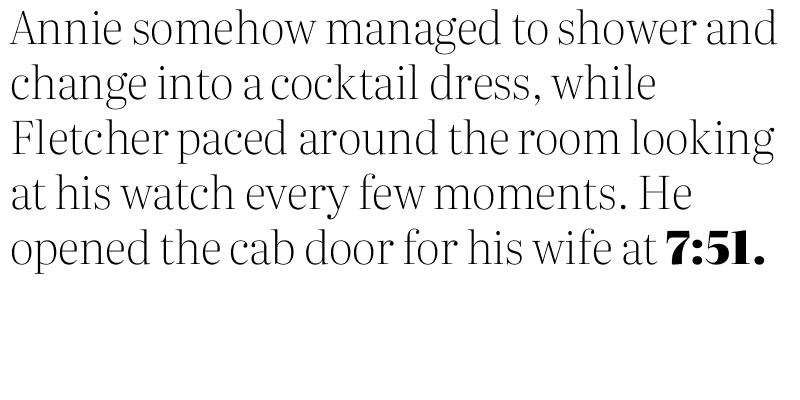 Annie somehow managed to shower and
change into a cocktail dress, while
Fletcher paced around the room looking
at his watch every few moments. He
opened the cab door for his wife at 7:51.